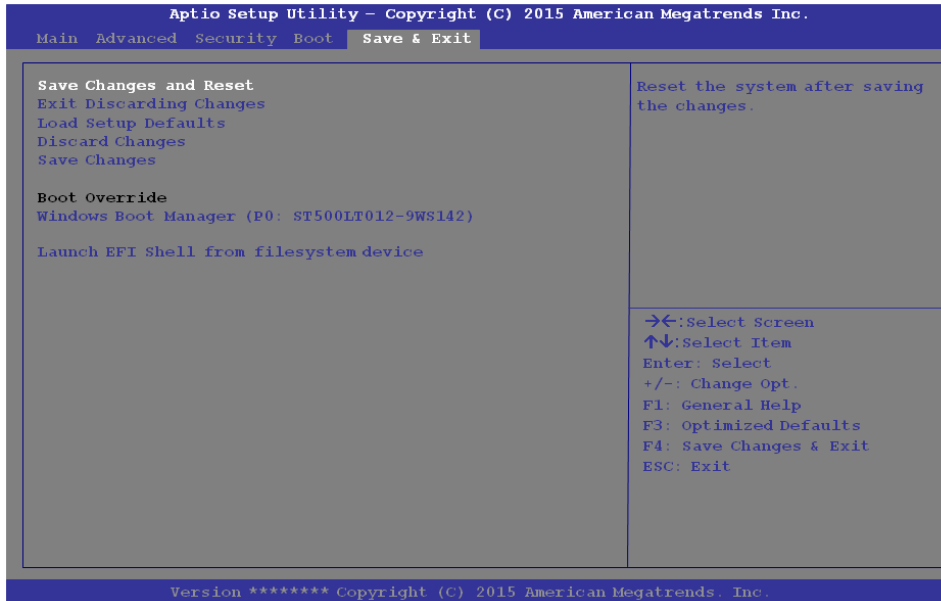 Aptio Setup Utility – Copyright (C) 2015 American Megatrends Inc.
Main Advanced Security Boot Save & Exit
Save Changes and Reset
Exit Discarding Changes
Load Setup Defaults
Discard Changes
Save Changes
Boot Override
Windows Boot Manager (P0: ST500LT012-9WS142)
Launch EFI Shell from filesystem device
Reset the system after saving
the changes.
→←:Select Screen
↑↓:Select Item
Enter: Select
+/-: Change Opt.
F1: General Help
F3: Optimized Defaults
F4: Save Changes & Exit
ESC: Exit
Version ******** Copyright (C) 2015 American Megatrends. Inc.